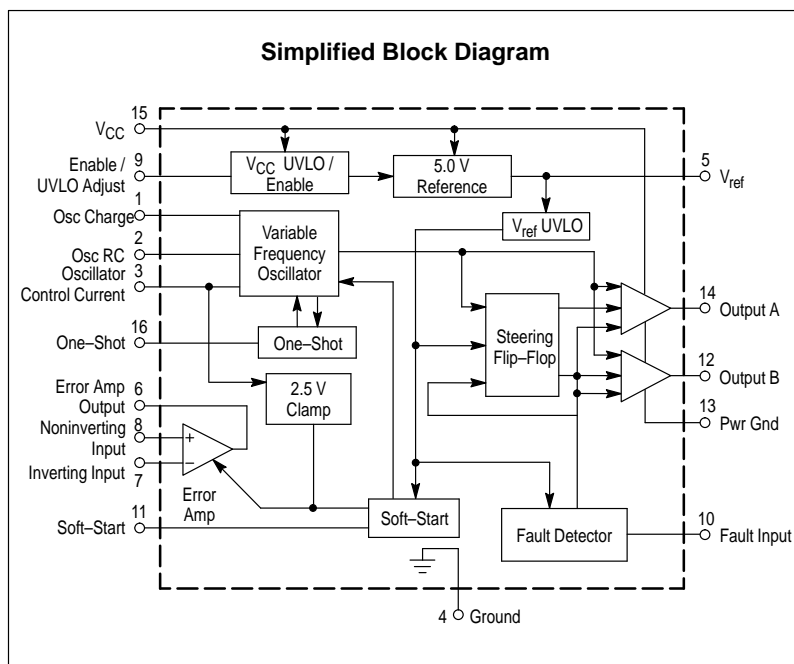 Simplified Block Diagram
15
VCC
9
Enable /
UVLO Adjust
1
Osc Charge
2
Osc RC
3
Oscillator
Control Current
16
One–Shot
6
Error Amp
Output
8
Noninverting
Input
Inverting Input
7
11
Soft–Start
VCC UVLO /
Enable
5.0 V
Reference
Vref UVLO
Variable
Frequency
Oscillator
One–Shot
2.5 V
Clamp
Steering
Flip–Flop
+
–
Error
Amp
Soft–Start
Fault Detector
5
Vref
14
Output A
12
Output B
13
Pwr Gnd
10
Fault Input
4 Ground